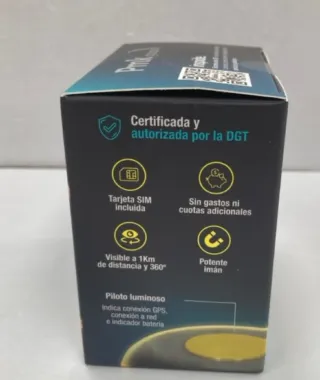 Certificada y
autorizada por la DGT
Tarjeta SIM
incluida
Sin gastos ni
cuotas adicionales
Visible a 1Km
de distancia y 360º
Potente
imán
Piloto luminoso
Indica conexión GPS,
conexión a red
e indicador batería